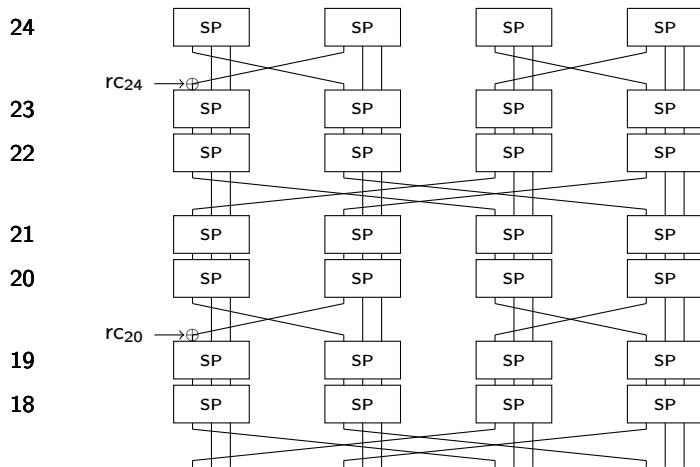 24 SP SP SP SP
rc24
23 SP SP SP SP
22 SP SP SP SP
21 SP SP SP SP
20 SP SP SP SP
rc20
19 SP SP SP SP
18 SP SP SP SP